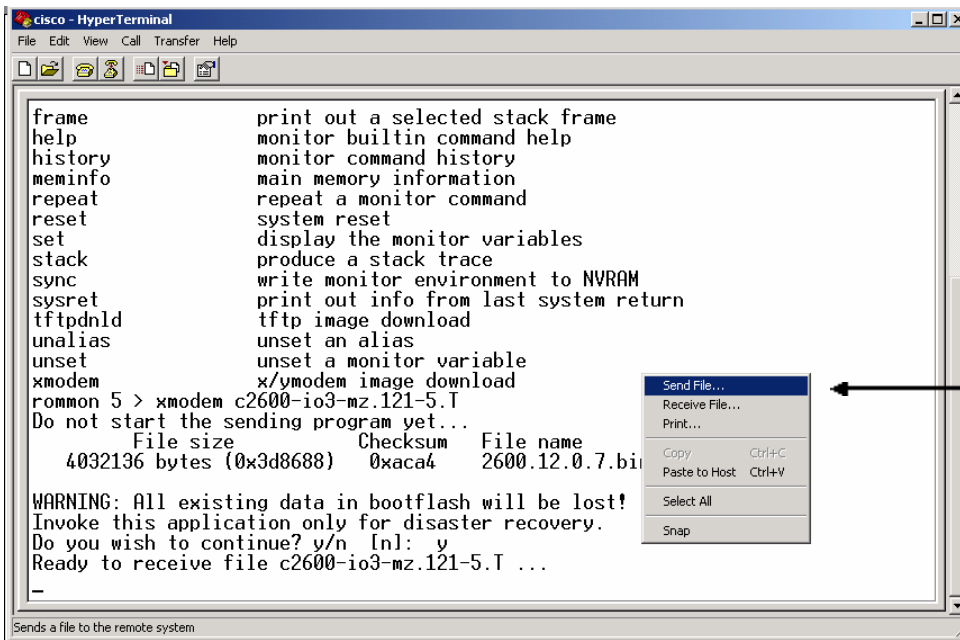 cisco - HyperTerminal
File Edit View Call Transfer Help
frame print out a selected stack frame
help monitor builtin command help
history monitor command history
meminfo main memory information
repeat repeat a monitor command
reset system reset
set display the monitor variables
stack produce a stack trace
sync write monitor environment to NVRAM
sysret print out info from last system return
tftpdnld tftp image download
unalias unset an alias
unset unset a monitor variable
xmodem x/ymodem image download
rommon 5 > xmodem c2600-io3-mz.121-5.T
Do not start the sending program yet...
File size Checksum File name
4032136 bytes (0x3d8688) 0xaca4 2600.12.0.7.bi
WARNING: All existing data in bootflash will be lost!
Invoke this application only for disaster recovery.
Do you wish to continue? y/n [n]: y
Ready to receive file c2600-io3-mz.121-5.T ...
Send File...
Receive File...
Print...
Copy Ctrl+C
Paste to Host Ctrl+V
Select All
Snap
Sends a file to the remote system